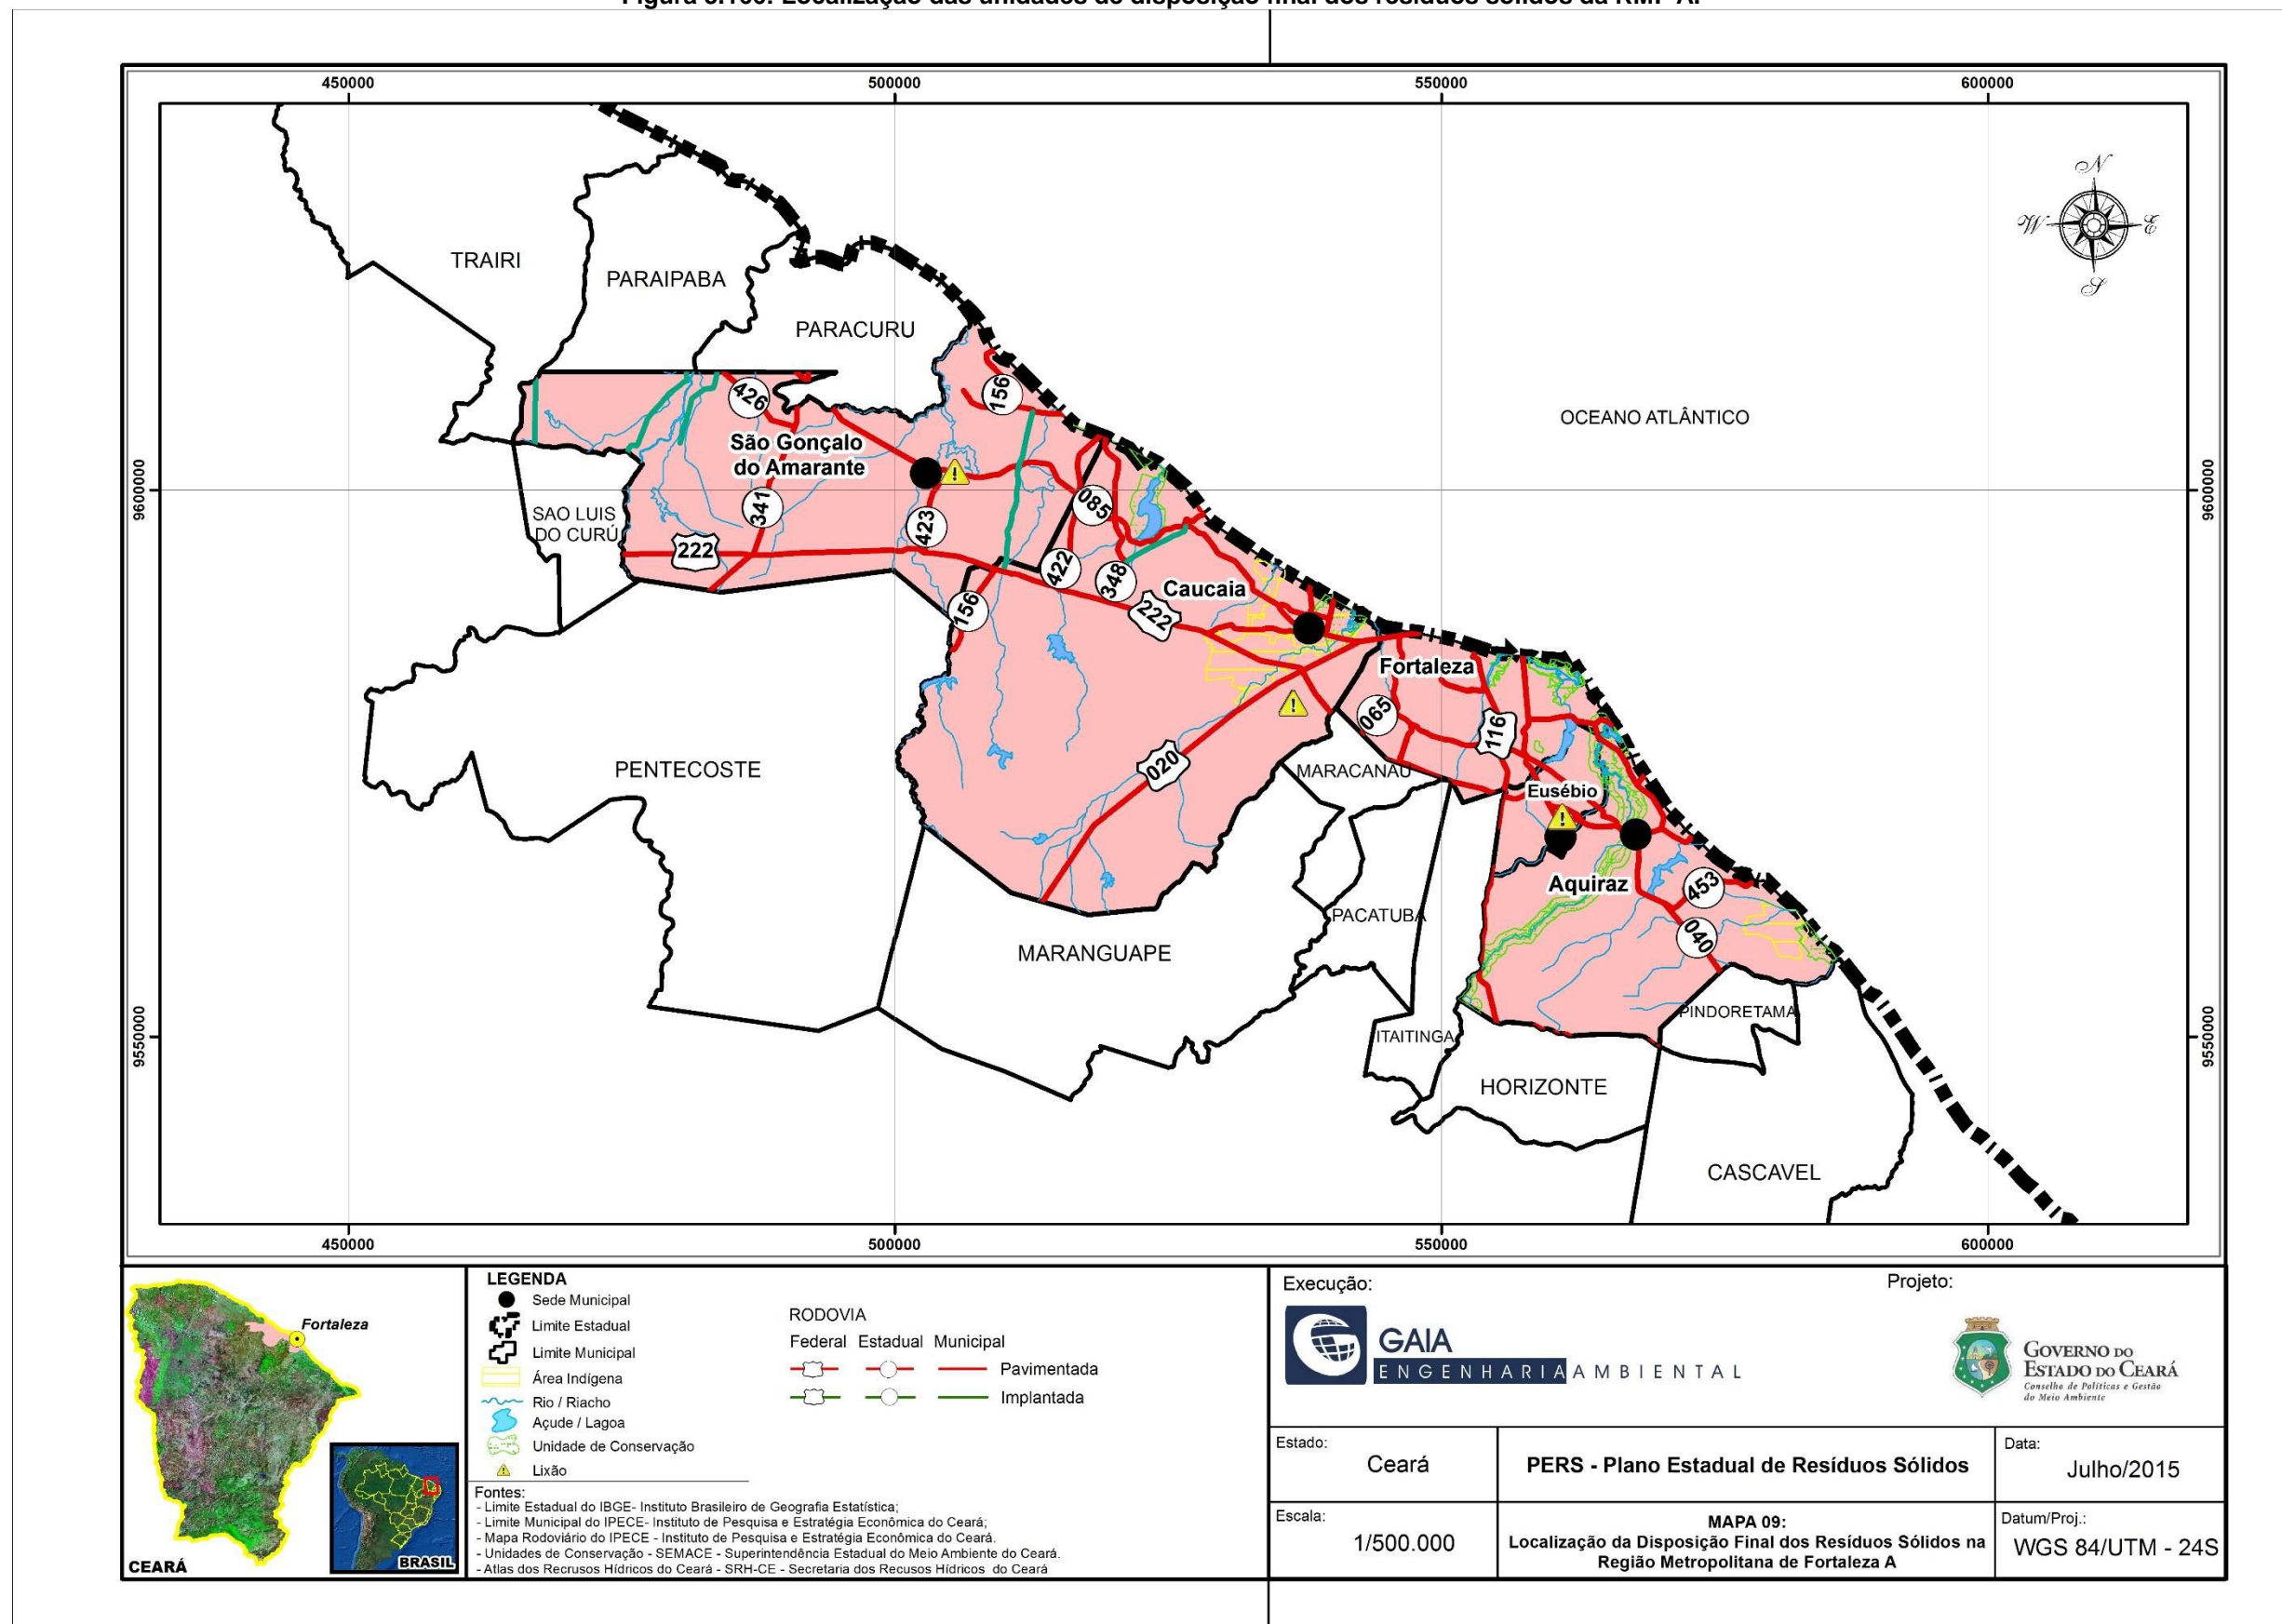 450000
500000
550000
600000
N
W
E
S
TRAIRI
PARAIPABA
PARACURU
OCEANO ATLÂNTICO
156
426
São Gonçalo
do Amarante
9600000
9600000
341
085
SAO LUIS
DO CURÚ
423
222
422
348
Caucaia
156
222
Fortaleza
065
116
020
PENTECOSTE
MARACANAÚ
Eusébio
Aquiraz
453
PACATUBA
040
MARANGUAPE
PINDORETAMA
9550000
ITAITINGA
9550000
HORIZONTE
CASCAVEL
450000
500000
550000
600000
Fortaleza
CEARÁ
BRASIL
LEGENDA
Sede Municipal
Limite Estadual
Limite Municipal
Área Indígena
Rio / Riacho
Açude / Lagoa
Unidade de Conservação
Lixão
RODOVIA
Federal Estadual Municipal
Pavimentada
Implantada
Fontes:
- Limite Estadual do IBGE- Instituto Brasileiro de Geografia Estatística;
- Limite Municipal do IPECE- Instituto de Pesquisa e Estratégia Econômica do Ceará;
- Mapa Rodoviário do IPECE - Instituto de Pesquisa e Estratégia Econômica do Ceará.
- Unidades de Conservação - SEMACE - Superintendência Estadual do Meio Ambiente do Ceará.
- Atlas dos Recrusos Hídricos do Ceará - SRH-CE - Secretaria dos Recusos Hídricos do Ceará
Execução:
Projeto:
GAIA
ENGENHARIA AMBIENTAL
GOVERNO DO
ESTADO DO CEARÁ
Conselho de Políticas e Gestão
do Meio Ambiente
Estado:
Ceará
PERS - Plano Estadual de Resíduos Sólidos
Data:
Julho/2015
Escala:
1/500.000
MAPA 09:
Localização da Disposição Final dos Resíduos Sólidos na
Região Metropolitana de Fortaleza A
Datum/Proj.:
WGS 84/UTM - 24S